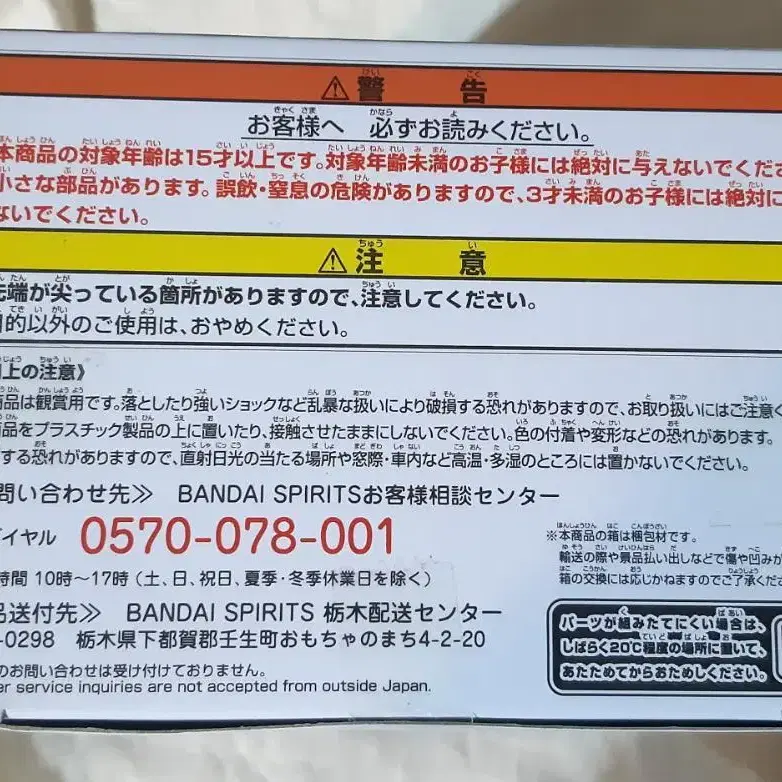 ⚠警告
お客様へ 必ずお読みください。
本商品の対象年齢は15才以上です。対象年齢未満のお子様には絶対に与えないでくださ
小さな部品があります。誤飲・窒息の危険がありますので、3才未満のお子様には絶対に
ないでください。
⚠注意
先端が尖っている箇所がありますので、注意してください。
目的以外のご使用は、おやめください。
上の注意》
商品は観賞用です。落としたり強いショックなど乱暴な扱いにより破損する恐れがありますので、お取り扱いにはご注意く
商品をプラスチック製品の上に置いたり、接触させたままにしないでください。色の付着や変形などの恐れがあります。
する恐れがありますので、直射日光の当たる場所や窓際・車内など高温・多湿のところには置かないでください。
問い合わせ先≫ BANDAI SPIRITSお客様相談センター
イヤル 0570-078-001
時間 10時～17時（土、日、祝日、夏季・冬季休業日を除く）
品送付先≫ BANDAI SPIRITS 栃木配送センター
-0298 栃木県下都賀郡壬生町おもちゃのまち4-2-20
のお問い合わせは受け付けておりません。
er service inquiries are not accepted from outside Japan.
※本商品の箱は梱包材です。
輸送の際や景品払い出しなどで傷や凹みが
箱の交換には応じかねますのでご了承くだ
パーツが組みたてにくい場合は、
しばらく20℃程度の場所に置いて、
あたためてからおためしください。